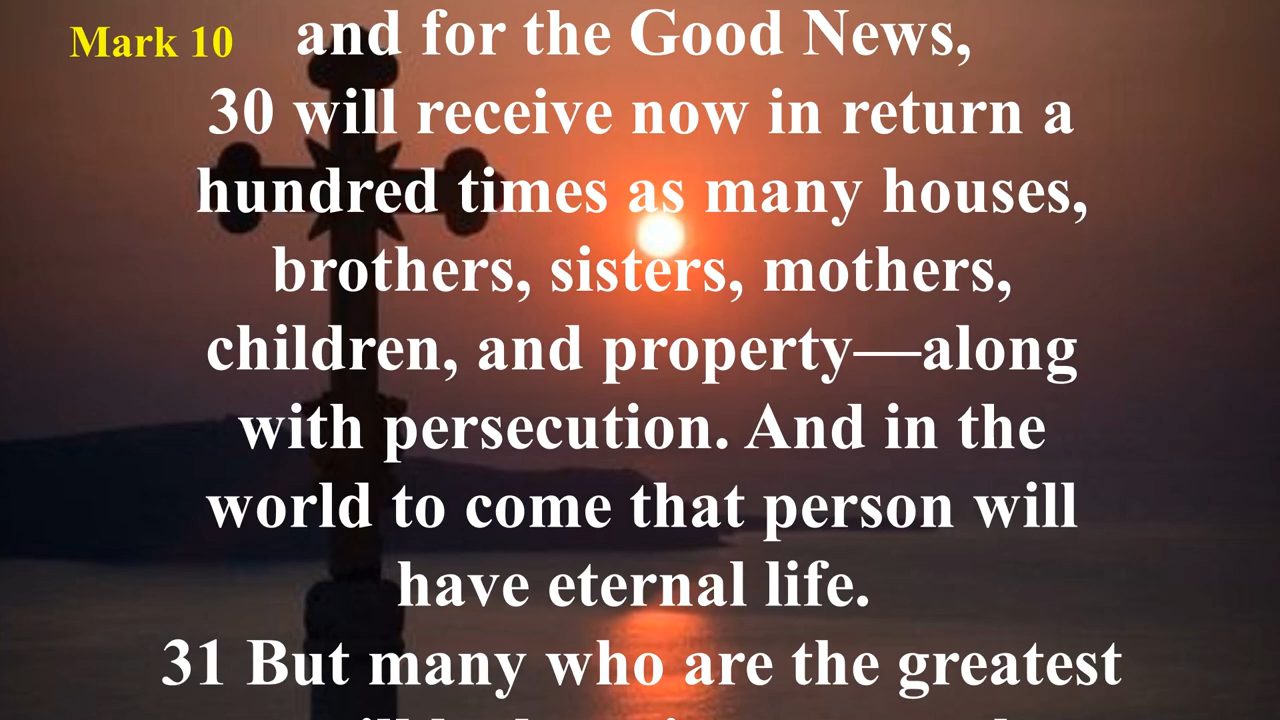 Mark 10
and for the Good News,
30 will receive now in return a
hundred times as many houses,
brothers, sisters, mothers,
children, and property—along
with persecution. And in the
world to come that person will
have eternal life.
31 But many who are the greatest